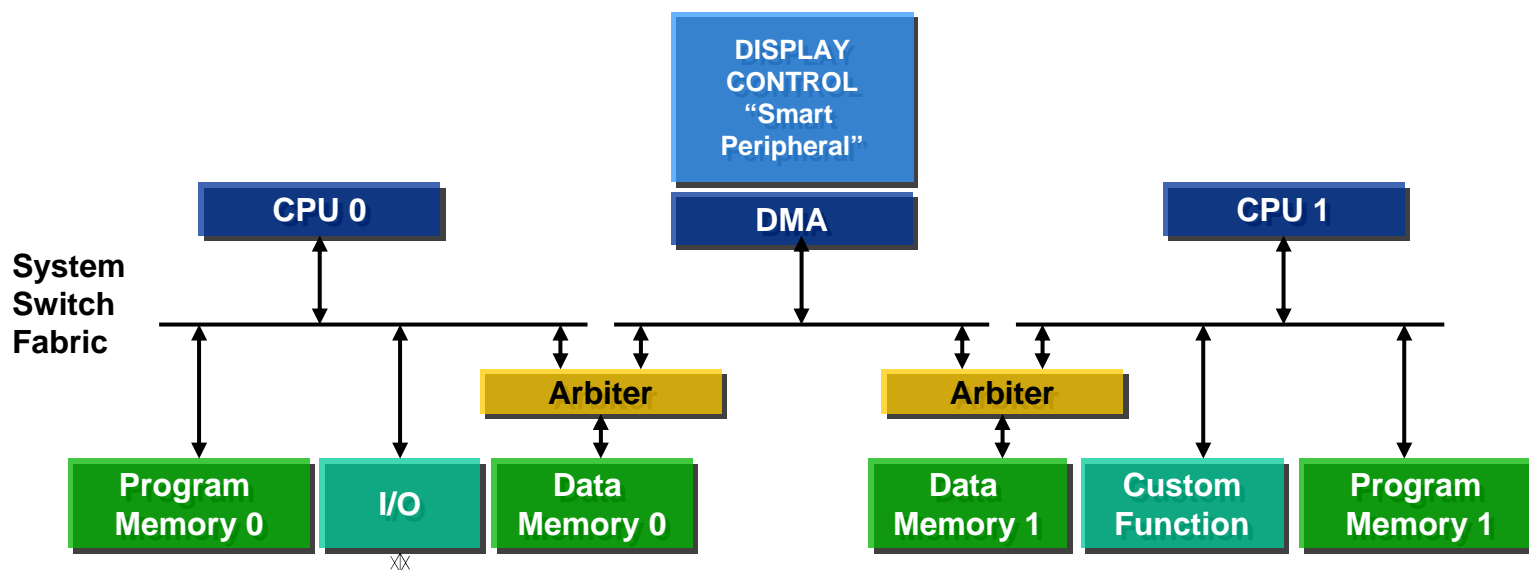 DISPLAY
CONTROL
“Smart
Peripheral”
CPU 0
DMA
CPU 1
System
Switch
Fabric
Arbiter
Arbiter
Program
Memory 0
I/O
Data
Memory 0
Data
Memory 1
Custom
Function
Program
Memory 1